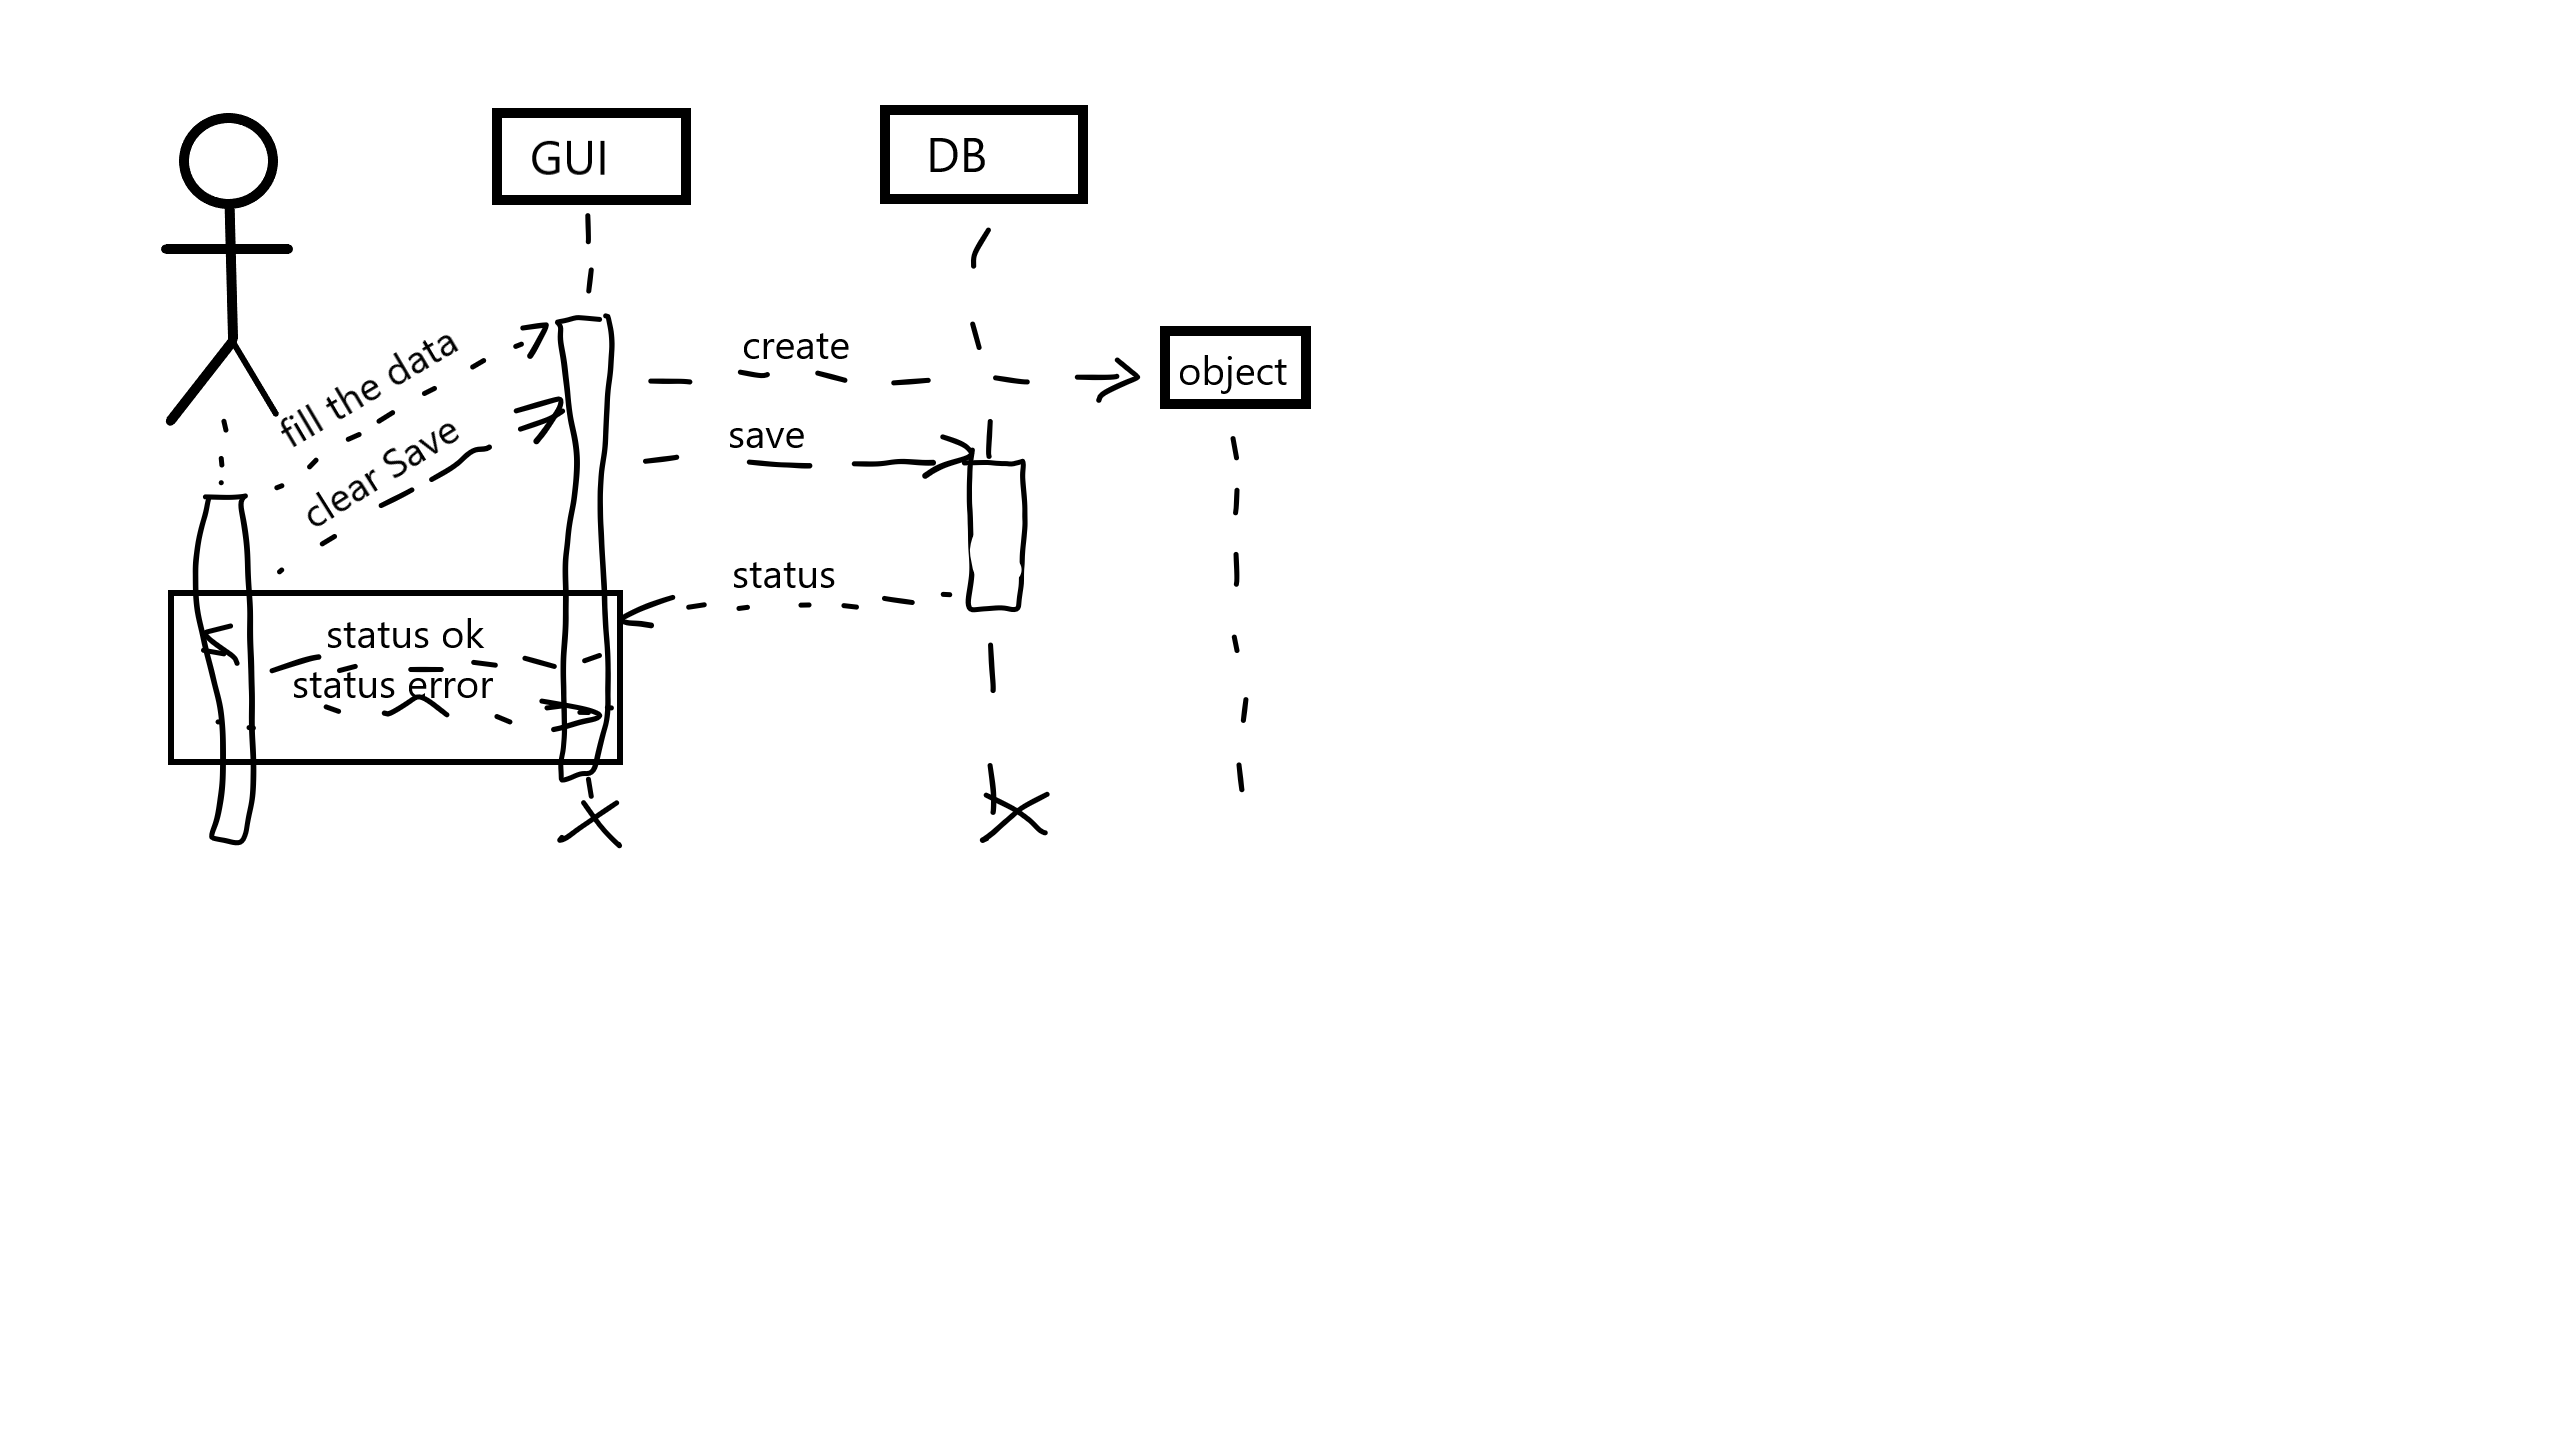 GUI
DB
fill the data
create
object
clear Save
save
status
status ok
status error